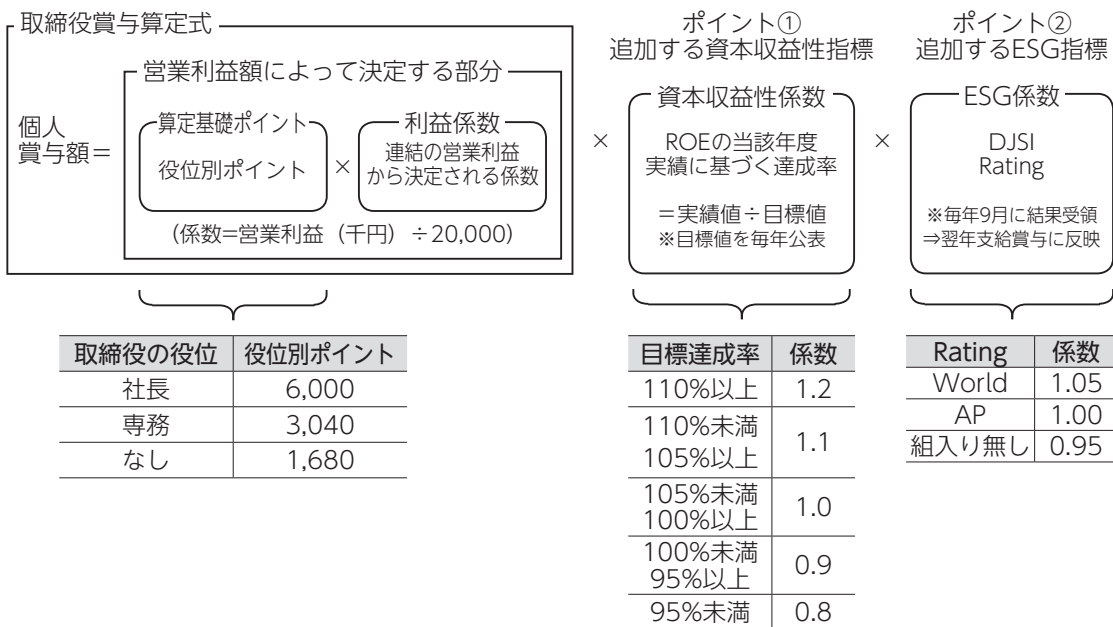 取締役賞与算定式
個人
賞与額＝
営業利益額によって決定する部分
算定基礎ポイント
役位別ポイント
×
利益係数
連結の営業利益
から決定される係数
（係数=営業利益（千円）÷20,000）
×
ポイント①
追加する資本収益性指標
資本収益性係数
ROEの当該年度
実績に基づく達成率
＝実績値÷目標値
※目標値を毎年公表
×
ポイント②
追加するESG指標
ESG係数
DJSI
Rating
※毎年9月に結果受領
⇒翌年支給賞与に反映
取締役の役位 役位別ポイント
社長 6,000
専務 3,040
なし 1,680
目標達成率 係数
110%以上 1.2
110%未満
105%以上 1.1
105%未満
100%以上 1.0
100%未満
95%以上 0.9
95%未満 0.8
Rating 係数
World 1.05
AP 1.00
組入り無し 0.95